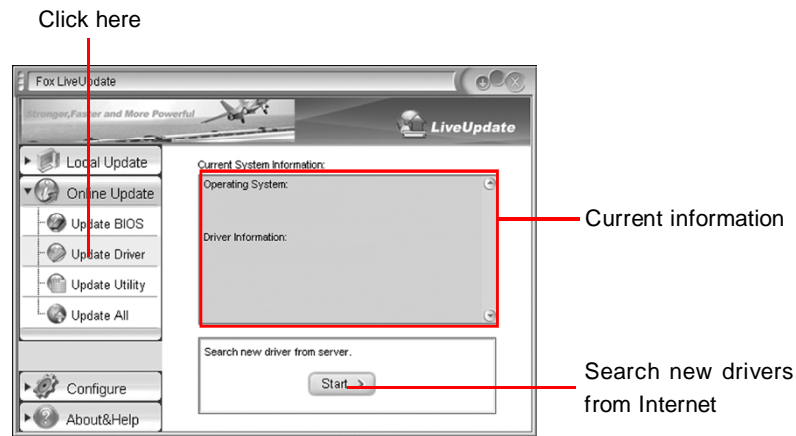 Click here
Fox LiveUpdate
Stronger,Faster and More Powerful
LiveUpdate
Local Update
Online Update
Update BIOS
Update Driver
Update Utility
Update All
Configure
About&Help
Current System Information:
Operating System:
Driver Information:
Search new driver from server.
Start >
Current information
Search new drivers
from Internet